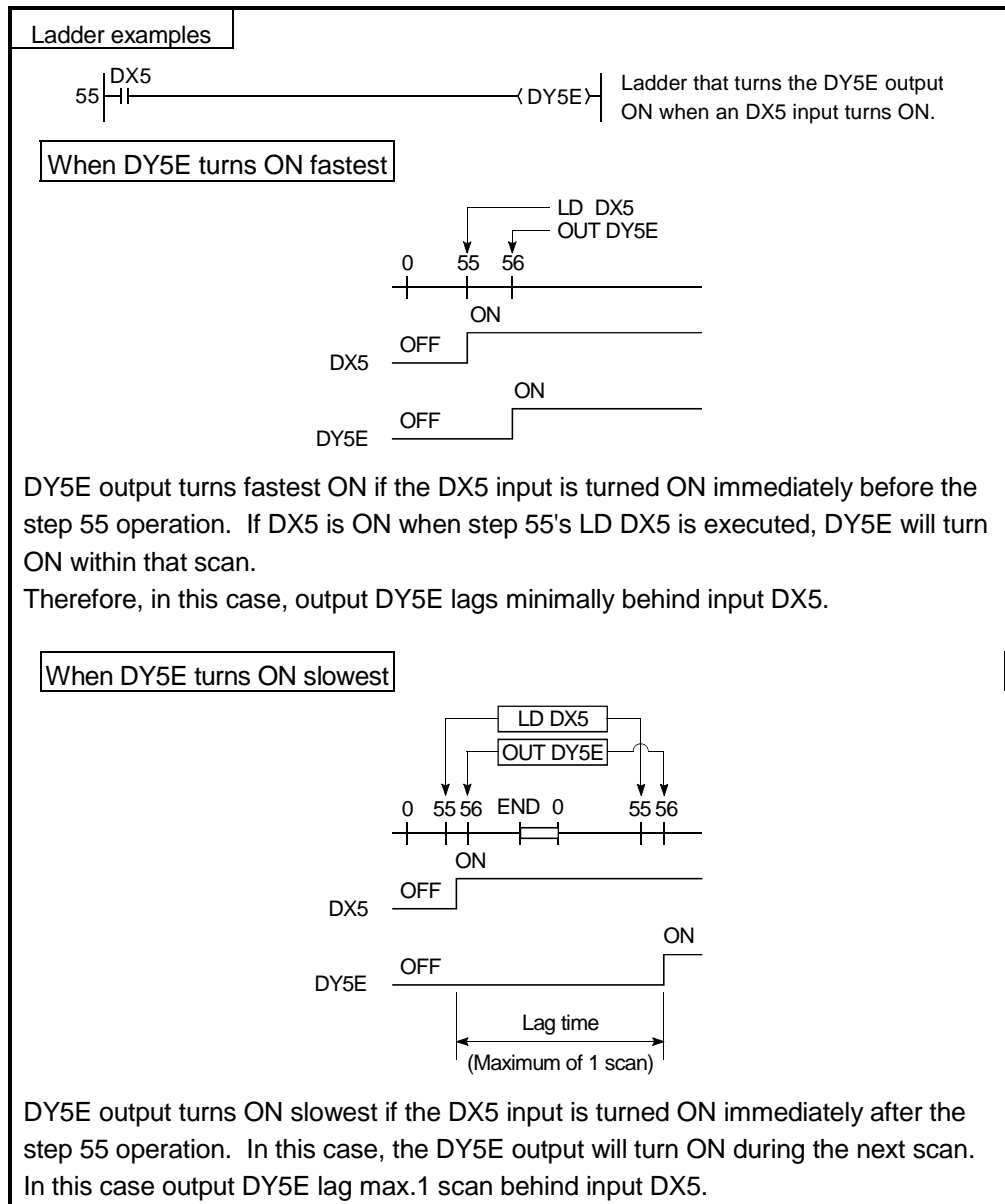 Ladder examples
DX5
55
DY5E
Ladder that turns the DY5E output
ON when an DX5 input turns ON.
When DY5E turns ON fastest
LD DX5
OUT DY5E
0 55 56
ON
OFF
DX5
ON
OFF
DY5E
DY5E output turns fastest ON if the DX5 input is turned ON immediately before the
step 55 operation. If DX5 is ON when step 55's LD DX5 is executed, DY5E will turn
ON within that scan.
Therefore, in this case, output DY5E lags minimally behind input DX5.
When DY5E turns ON slowest
LD DX5
OUT DY5E
0 55 56 END 0 55 56
ON
OFF
DX5
ON
OFF
DY5E
Lag time
(Maximum of 1 scan)
DY5E output turns ON slowest if the DX5 input is turned ON immediately after the
step 55 operation. In this case, the DY5E output will turn ON during the next scan.
In this case output DY5E lag max.1 scan behind input DX5.